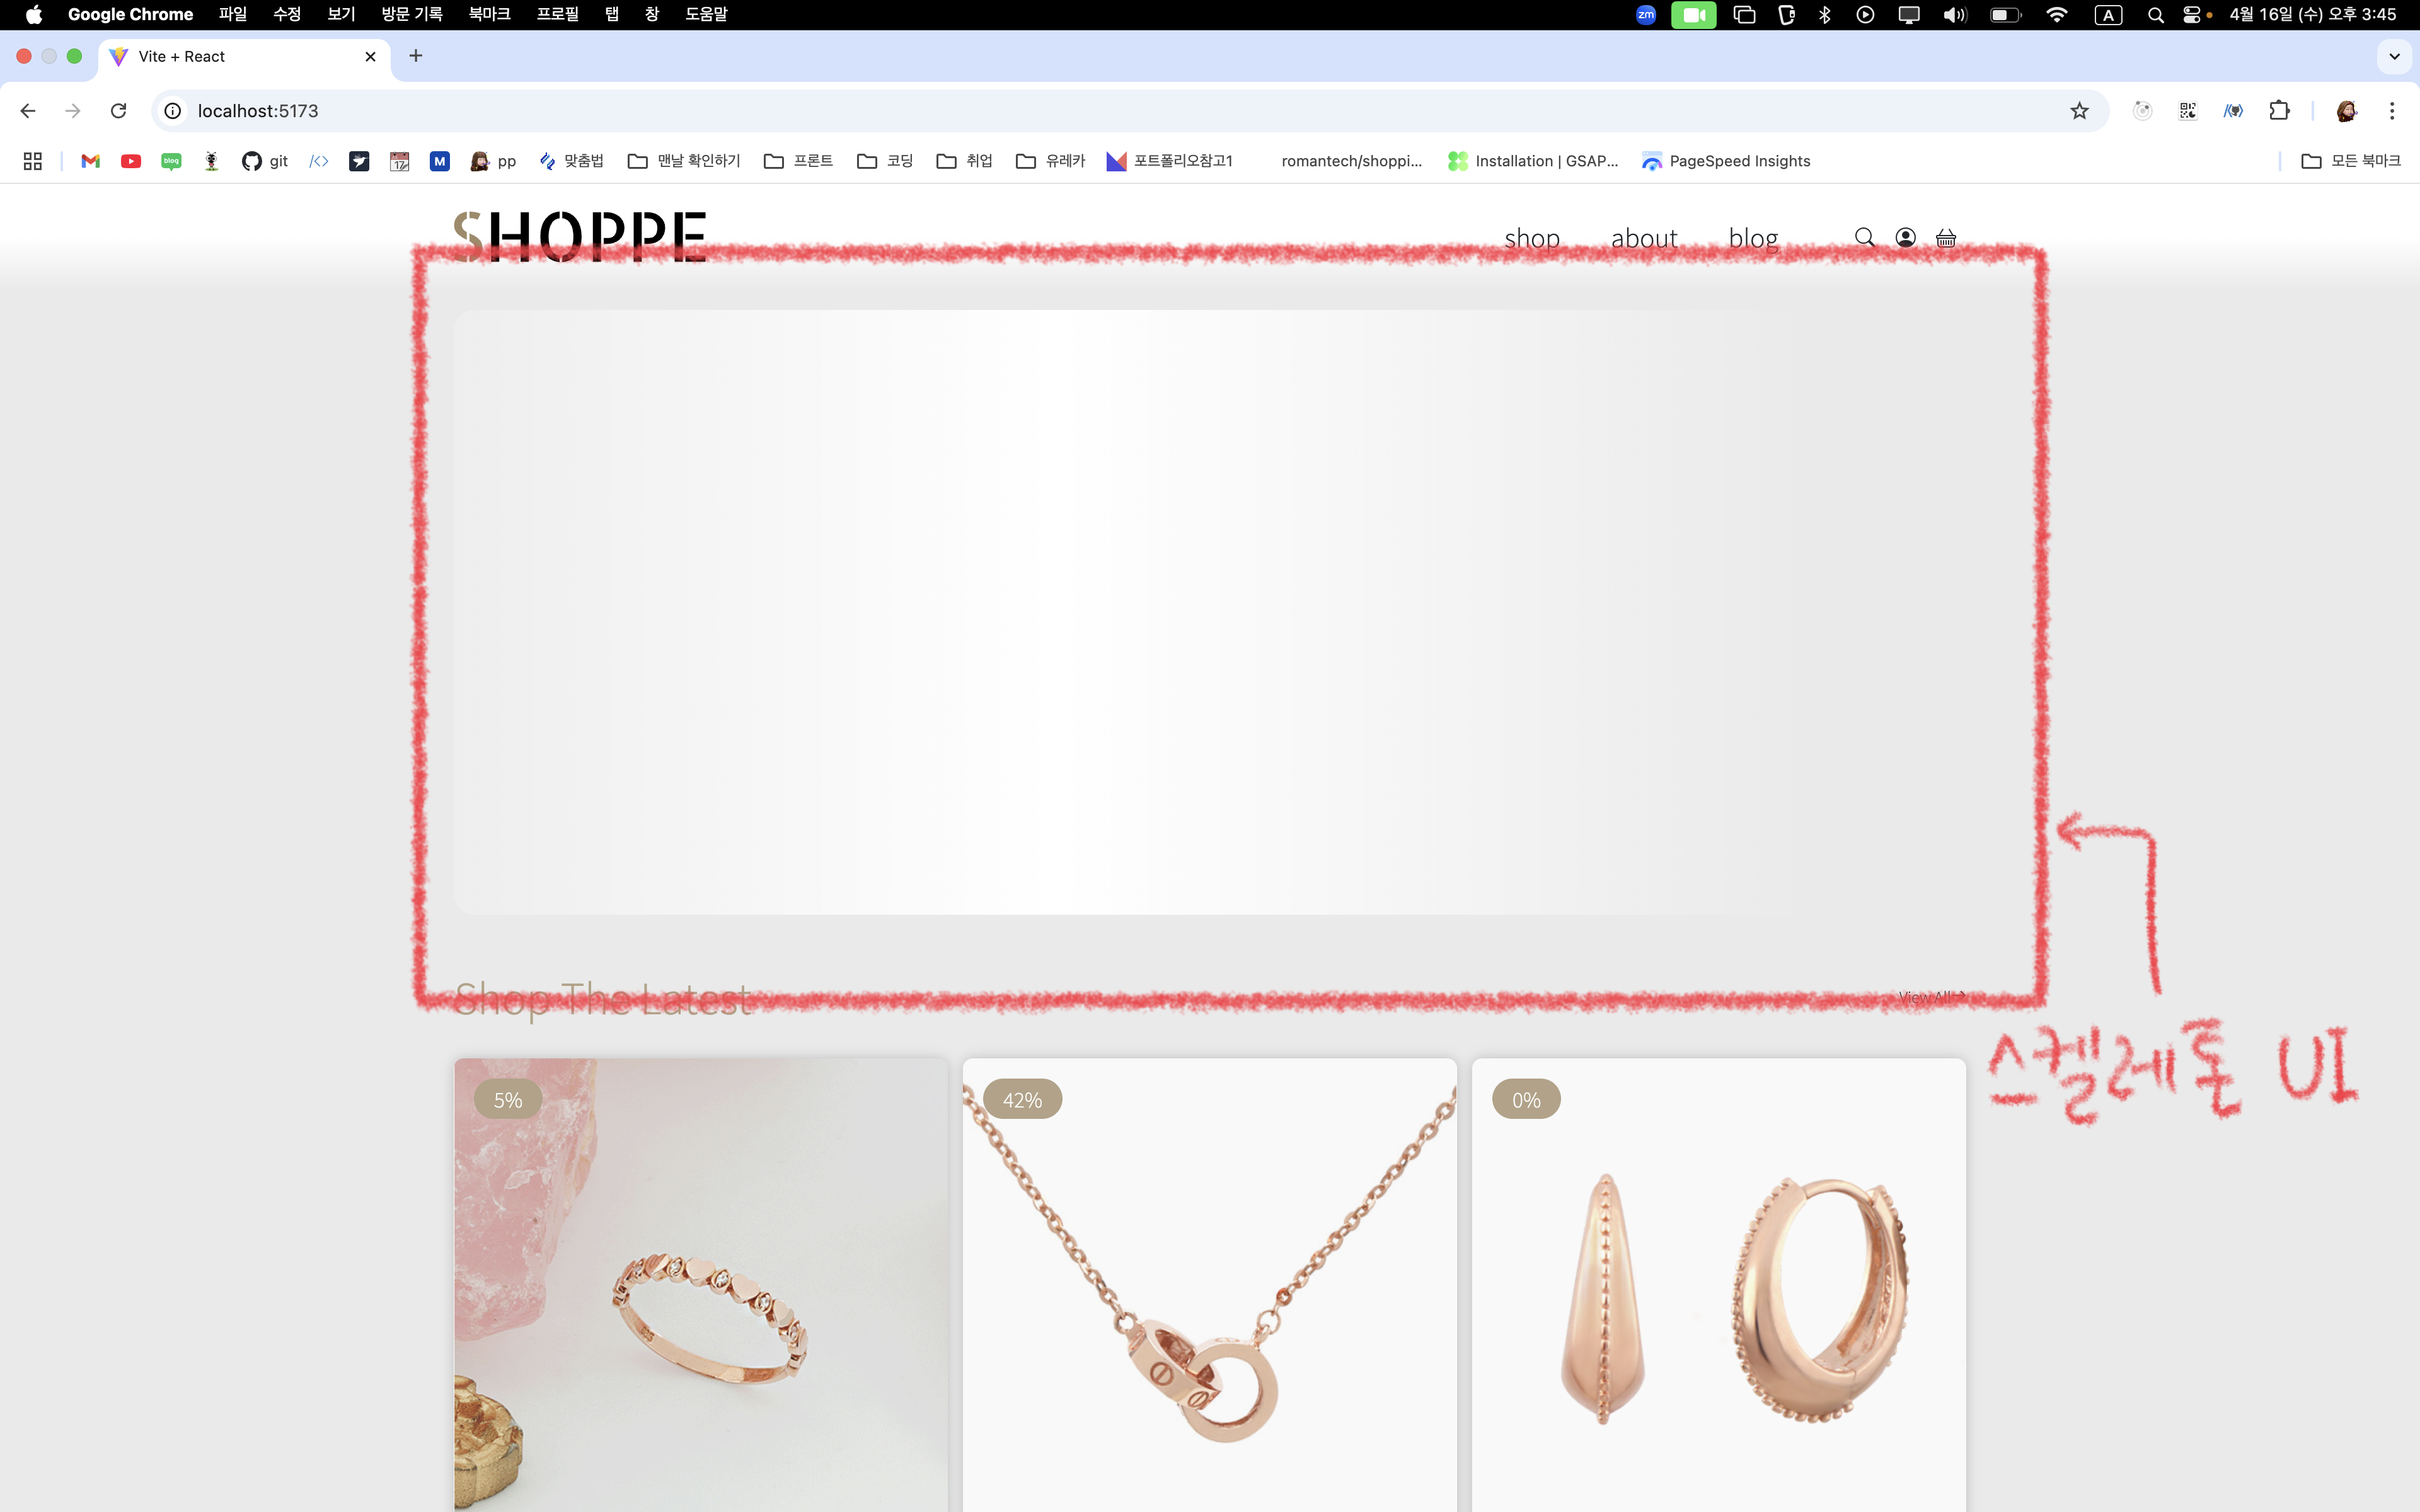 Google Chrome 파일 수정 보기 방문 기록 북마크 프로필 탭 창 도움말 zm A 4월 16일 (수) 오후 3:45
Vite + React
localhost:5173
blog git 17 M pp 맞춤법 맨날 확인하기 프론트 코딩 취업 유레카 포트폴리오참고1 romantech/shoppi... Installation | GSAP... PageSpeed Insights 모든 북마크
SHOPPE shop about blog
Shop The Latest View All→
스켈레톤 UI
5% 42% 0%